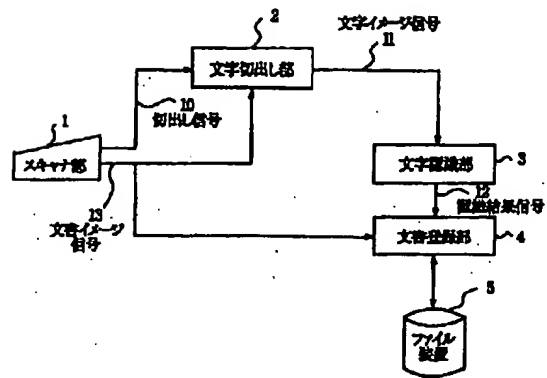 2
文字イメージ信号
11
文字切出し部
1
10
切出し信号
スキャナ部
文字認識部
3
13
12
文書イメージ
信号
認識結果信号
文書登録部
4
5
ファイル
装置